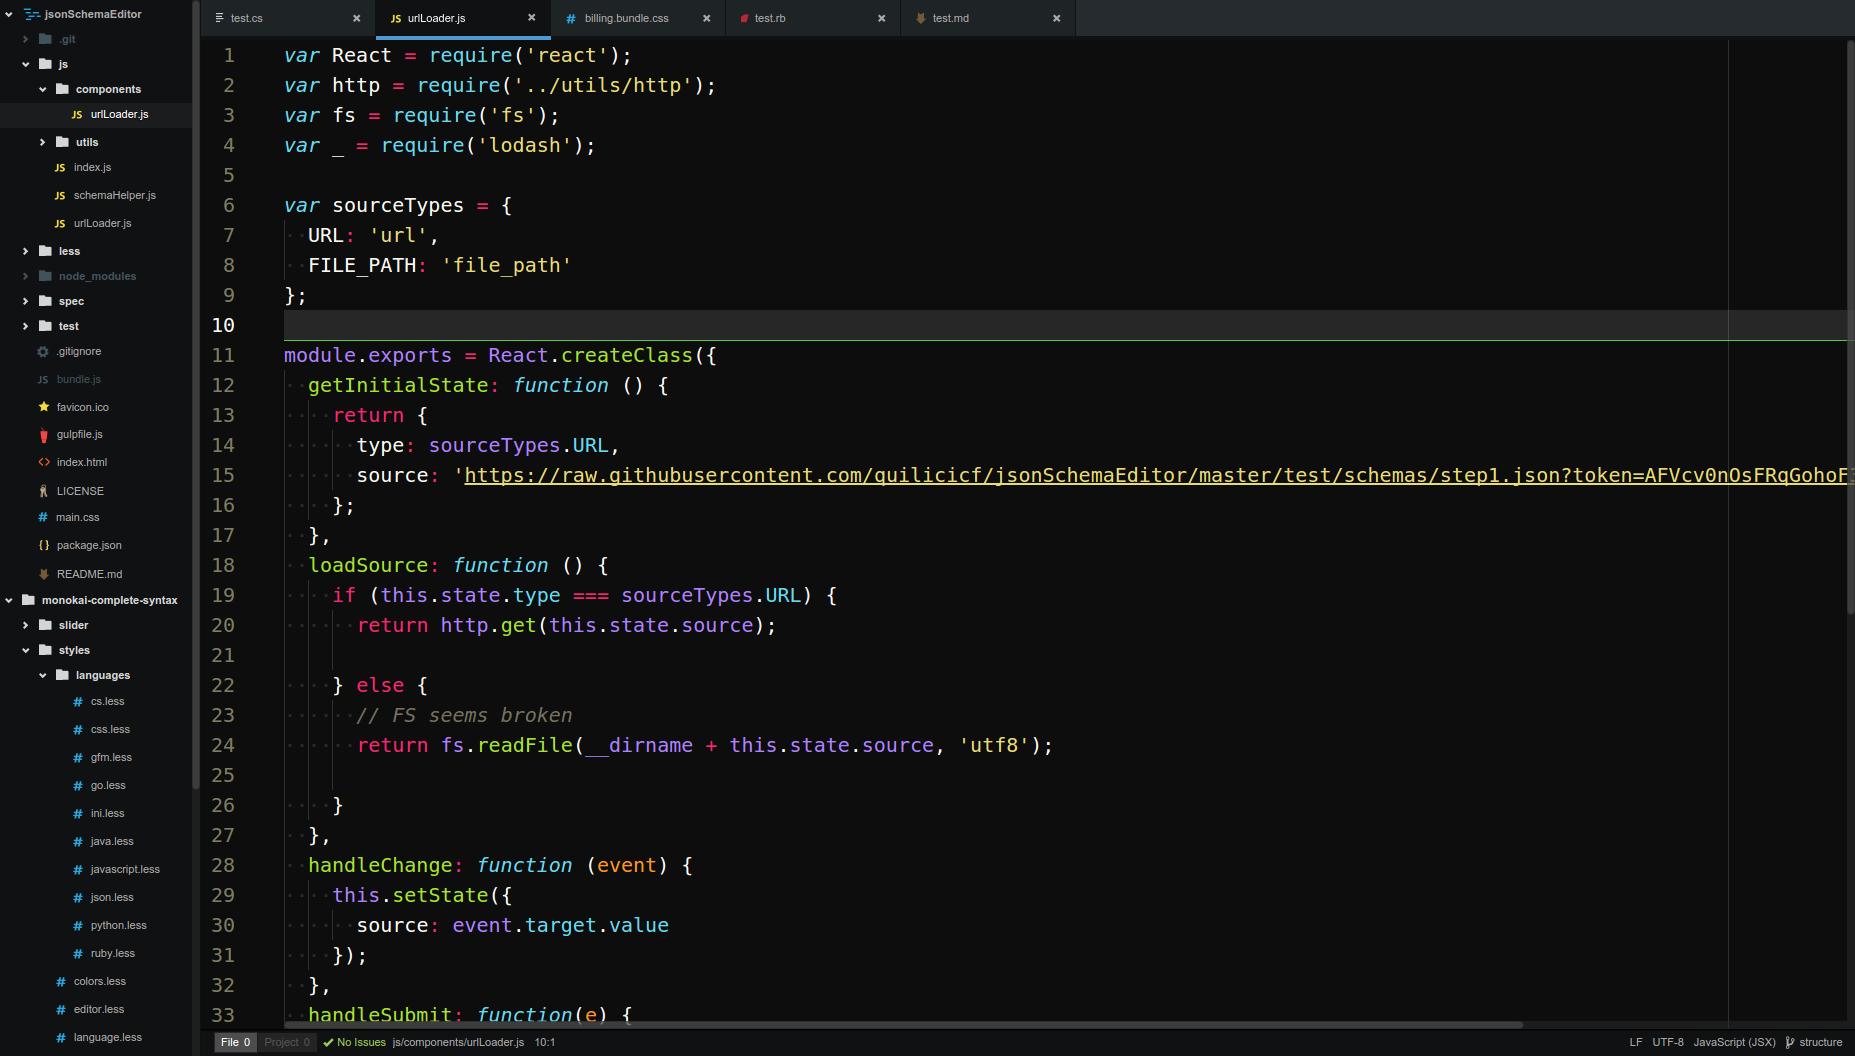 jsonSchemaEditor
.git
js
components
JS urlLoader.js
utils
JS index.js
JS schemaHelper.js
JS urlLoader.js
less
node_modules
spec
test
.gitignore
JS bundle.js
favicon.ico
gulpfile.js
<> index.html
LICENSE
# main.css
{} package.json
README.md
monokai-complete-syntax
slider
styles
languages
# cs.less
# css.less
# gfm.less
# go.less
# ini.less
# java.less
# javascript.less
# json.less
# python.less
# ruby.less
# colors.less
# editor.less
# language.less
test.cs × JS urlLoader.js × # billing.bundle.css × test.rb × test.md ×
1 var React = require('react');
2 var http = require('../utils/http');
3 var fs = require('fs');
4 var _ = require('lodash');
5
6 var sourceTypes = {
7 URL: 'url',
8 FILE_PATH: 'file_path'
9 };
10
11 module.exports = React.createClass({
12 getInitialState: function () {
13 return {
14 type: sourceTypes.URL,
15 source: 'https://raw.githubusercontent.com/quilicicf/jsonSchemaEditor/master/test/schemas/step1.json?token=AFVcv0nOsFRqGohoF
16 };
17 },
18 loadSource: function () {
19 if (this.state.type === sourceTypes.URL) {
20 return http.get(this.state.source);
21
22 } else {
23 // FS seems broken
24 return fs.readFile(__dirname + this.state.source, 'utf8');
25
26 }
27 },
28 handleChange: function (event) {
29 this.setState({
30 source: event.target.value
31 });
32 },
33 handleSubmit: function(e) {
File 0 Project 0 No Issues js/components/urlLoader.js 10:1 LF UTF-8 JavaScript (JSX) structure